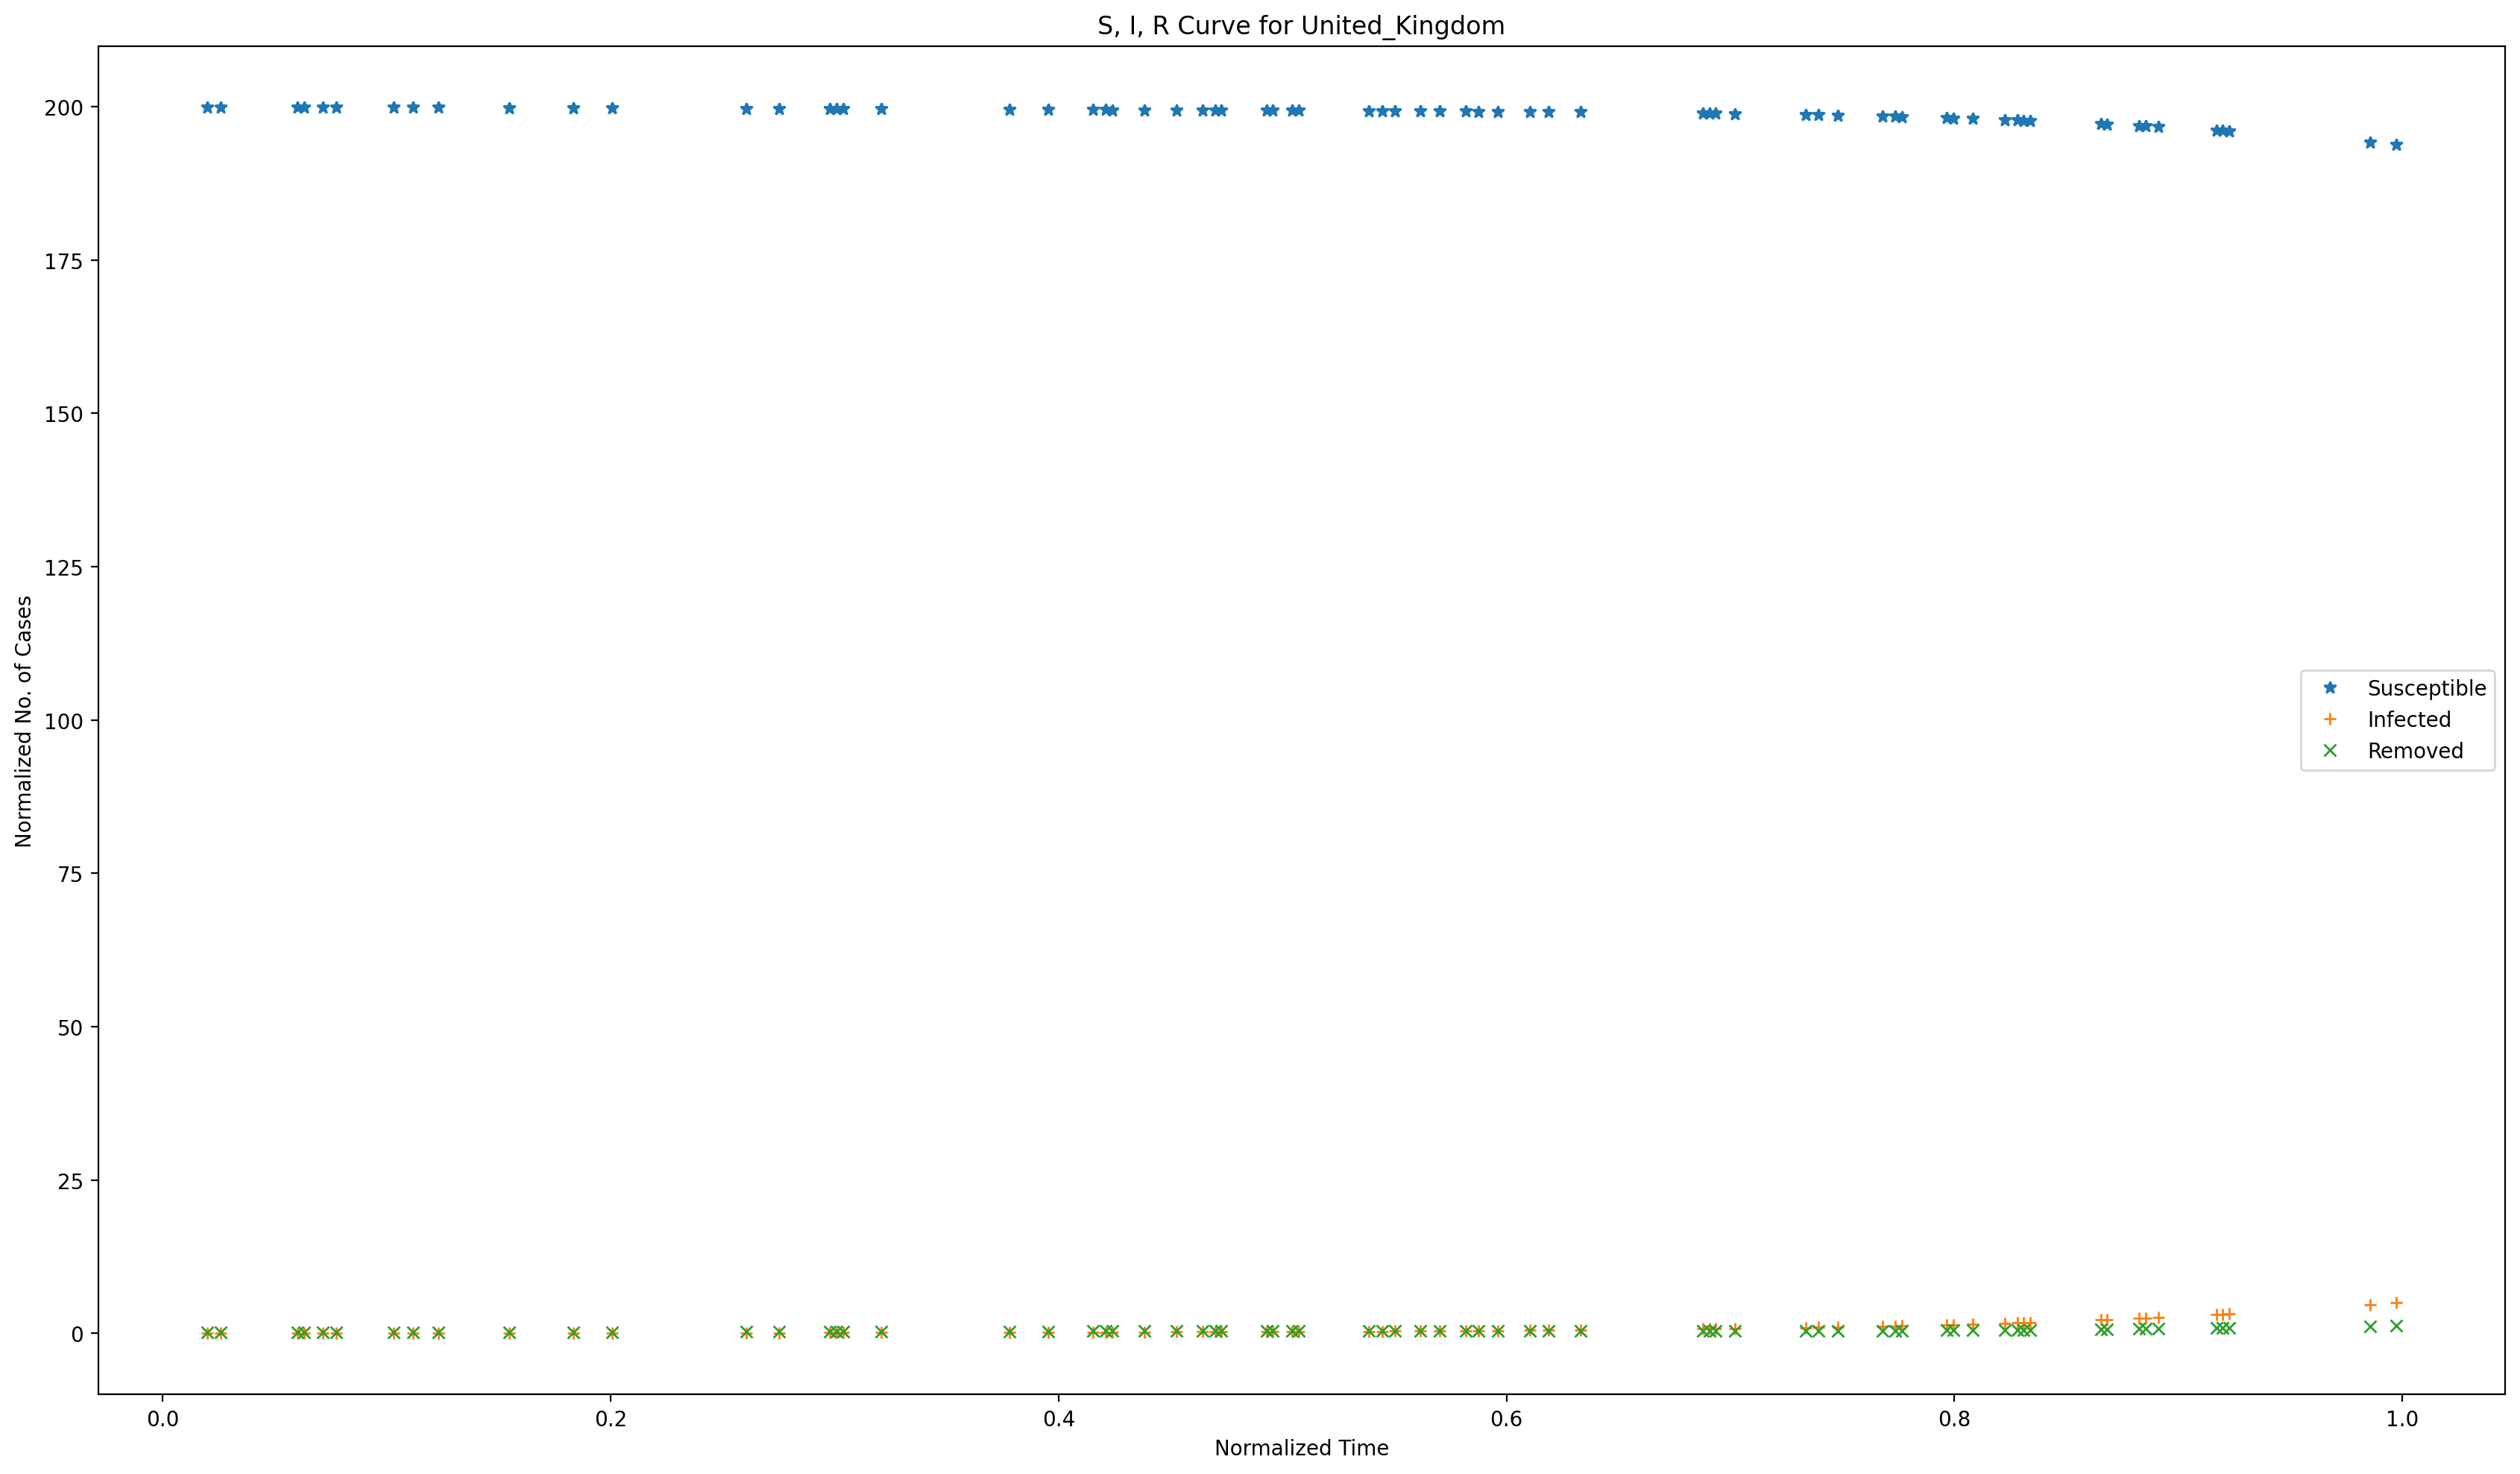 S, I, R Curve for United_Kingdom
Normalized No. of Cases
200
175
150
125
100
75
50
25
0
Susceptible
Infected
Removed
0.0 0.2 0.4 0.6 0.8 1.0
Normalized Time